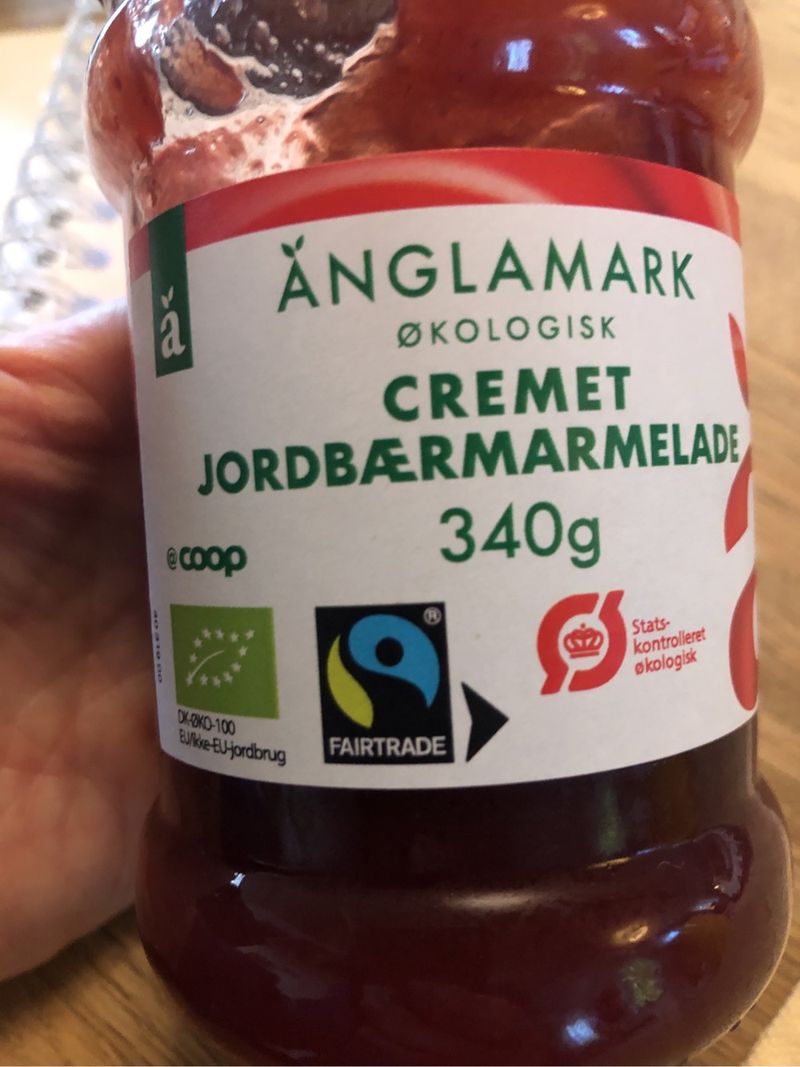 ÄNGLAMARK
ØKOLOGISK
CREMET
JORDBÆRMARMELADE
340g
ä
@coop
DK-ØKO-100
EU/Ikke-EU-jordbrug
®
FAIRTRADE
Ø
Stats-
kontrolleret
økologisk